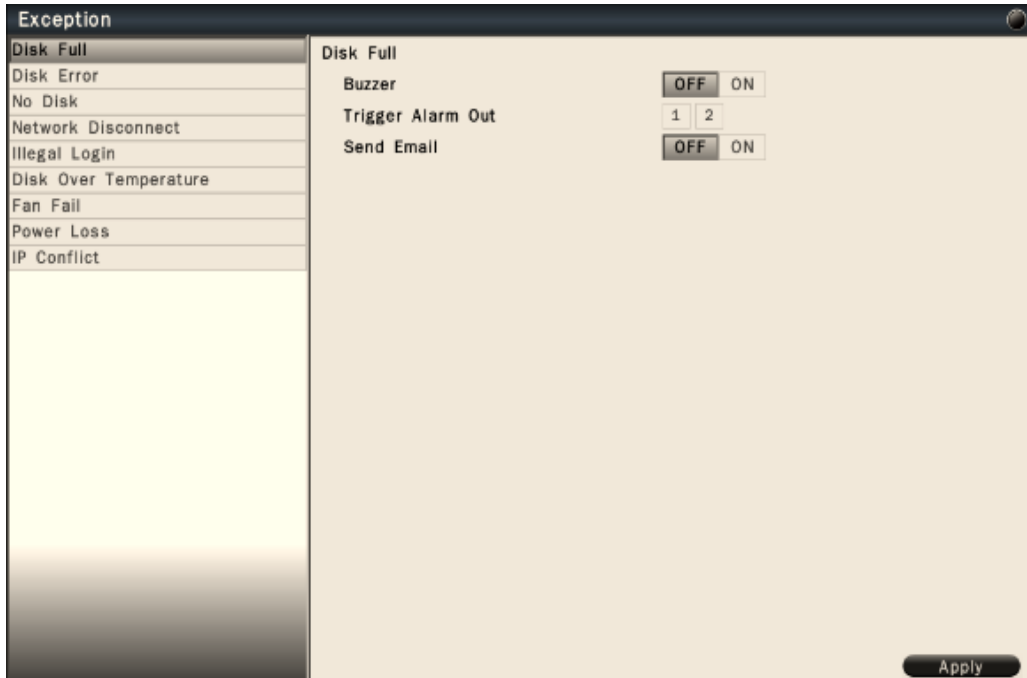 Exception
Disk Full
Disk Error
No Disk
Network Disconnect
Illegal Login
Disk Over Temperature
Fan Fail
Power Loss
IP Conflict
Disk Full
Buzzer OFF ON
Trigger Alarm Out 1 2
Send Email OFF ON
Apply